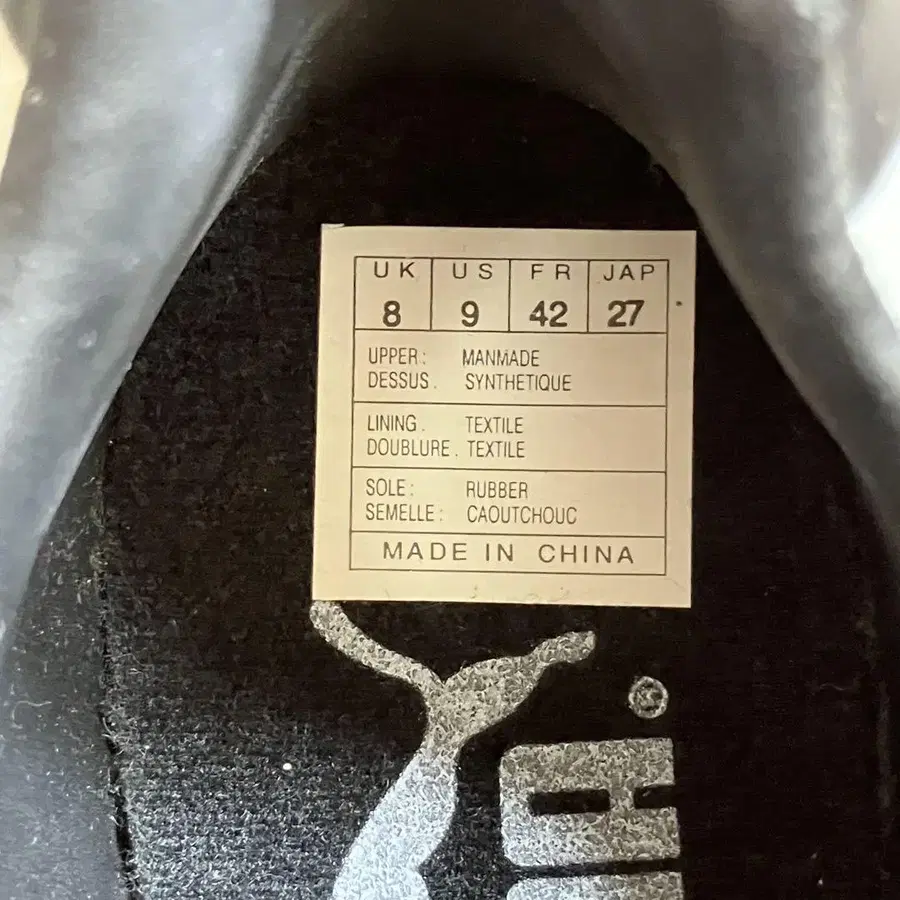 UK US FR JAP
8 9 42 27
UPPER: MANMADE
DESSUS. SYNTHETIQUE
LINING. TEXTILE
DOUBLURE. TEXTILE
SOLE: RUBBER
SEMELLE: CAOUTCHOUC
MADE IN CHINA
®